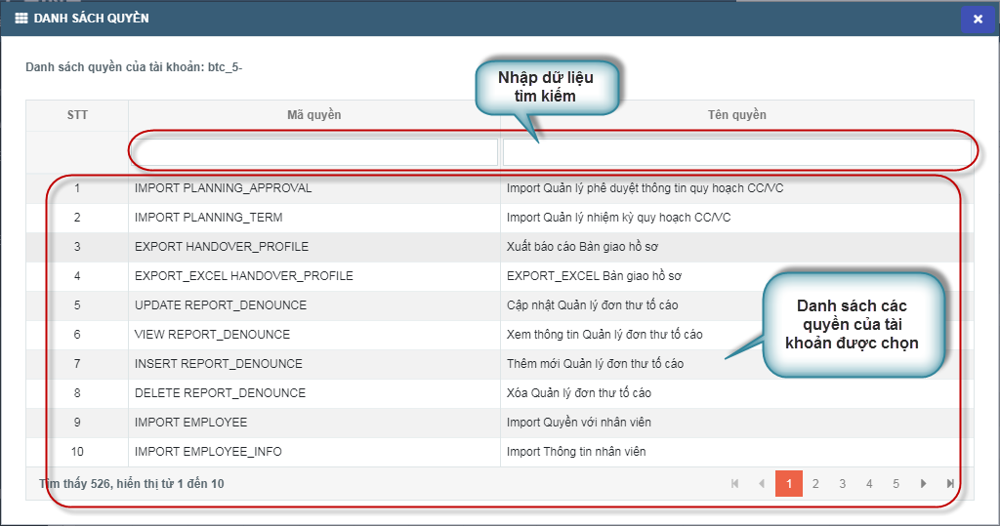 DANH SÁCH QUYỀN
Danh sách quyền của tài khoản: btc_5-
Nhập dữ liệu
tìm kiếm
STT Mã quyền Tên quyền
1 IMPORT PLANNING_APPROVAL Import Quản lý phê duyệt thông tin quy hoạch CC/VC
2 IMPORT PLANNING_TERM Import Quản lý nhiệm kỳ quy hoạch CC/VC
3 EXPORT HANDOVER_PROFILE Xuất báo cáo Bàn giao hồ sơ
4 EXPORT_EXCEL HANDOVER_PROFILE EXPORT_EXCEL Bàn giao hồ sơ
5 UPDATE REPORT_DENOUNCE Cập nhật Quản lý đơn thư tố cáo
6 VIEW REPORT_DENOUNCE Xem thông tin Quản lý đơn thư tố cáo
7 INSERT REPORT_DENOUNCE Thêm mới Quản lý đơn thư tố cáo
8 DELETE REPORT_DENOUNCE Xóa Quản lý đơn thư tố cáo
9 IMPORT EMPLOYEE Import Quyền với nhân viên
10 IMPORT EMPLOYEE_INFO Import Thông tin nhân viên
Danh sách các
quyền của tài
khoản được chọn
Tìm thấy 526, hiển thị từ 1 đến 10 1 2 3 4 5